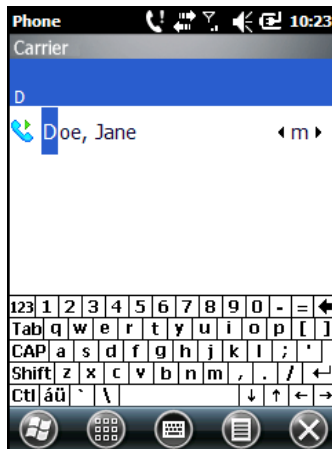 Phone 10:23
Carrier
D
Doe, Jane m
123 1 2 3 4 5 6 7 8 9 0 - =
Tab q w e r t y u i o p [ ]
CAP a s d f g h j k l ; '
Shift z x c v b n m , . /
Ctl áü ` \